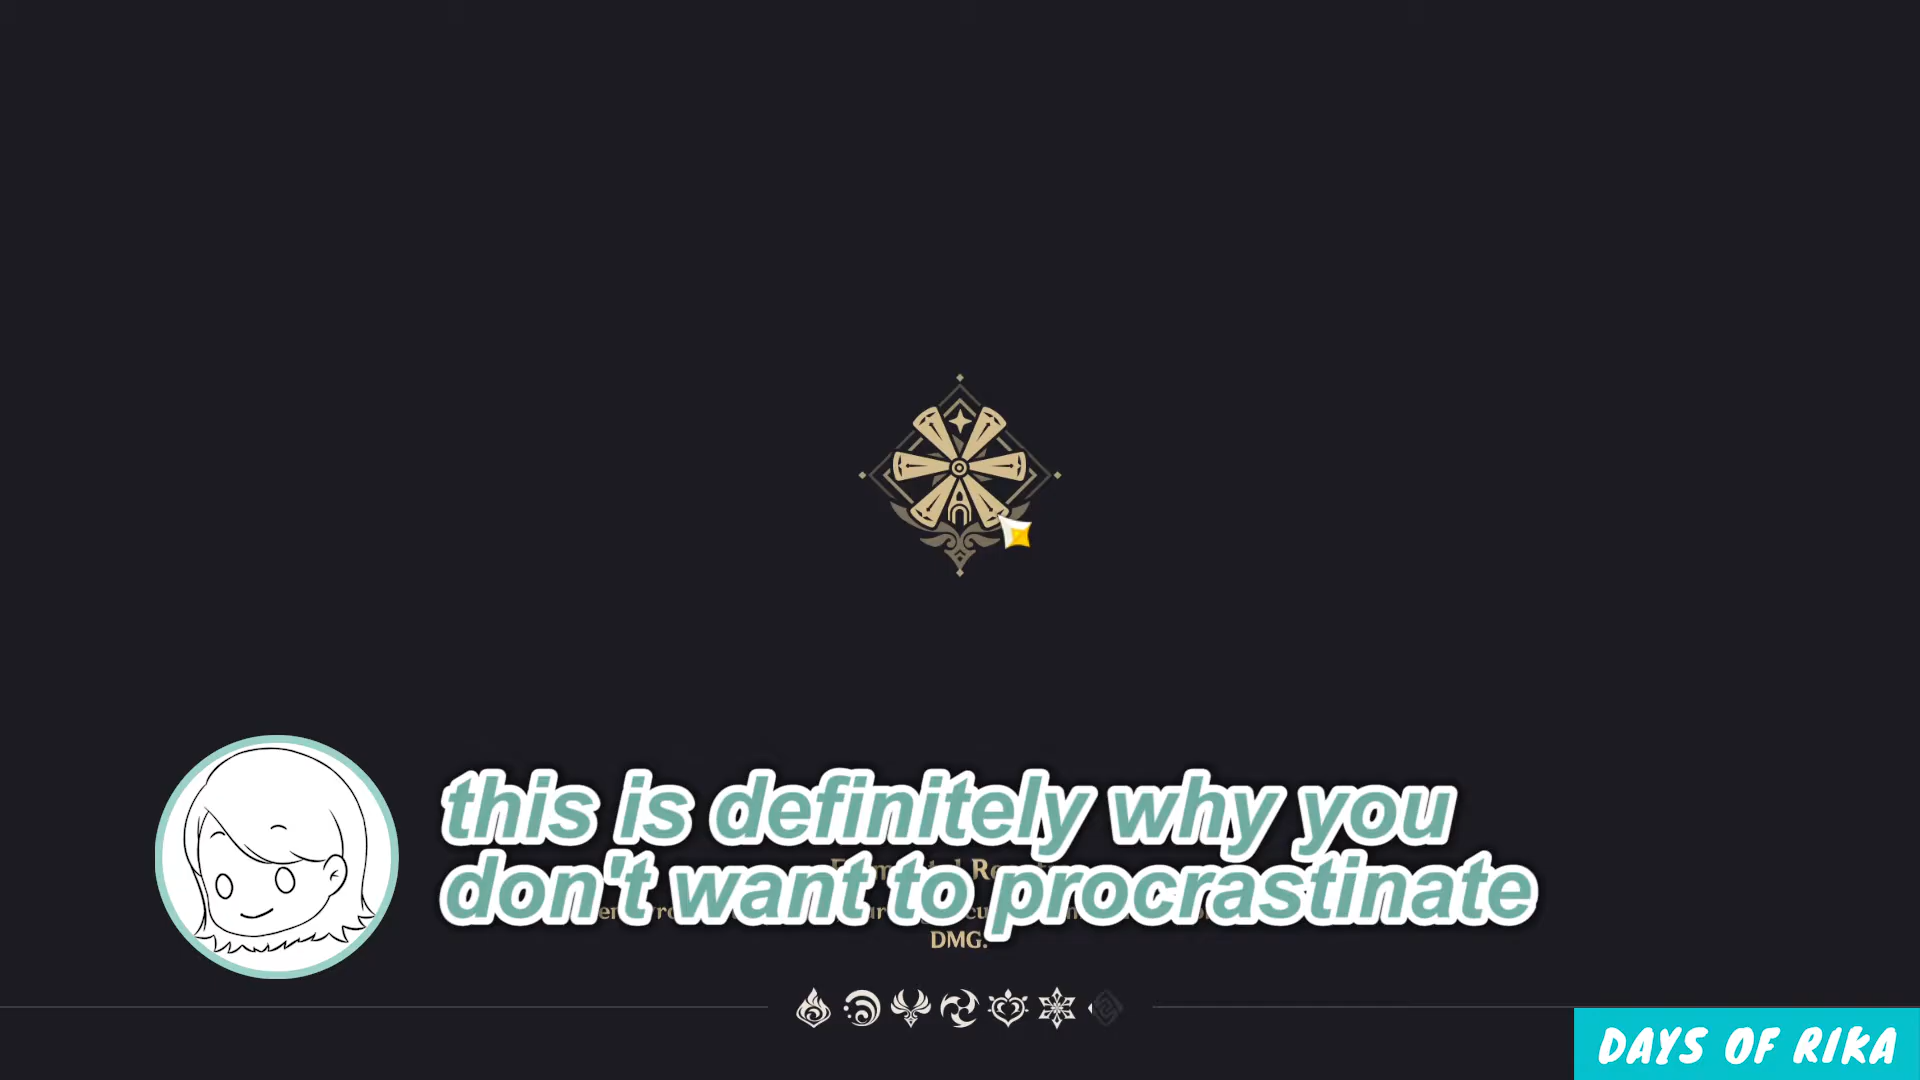 this is definitely why you
don't want to procrastinate
DMG.
DAYS OF RIKA